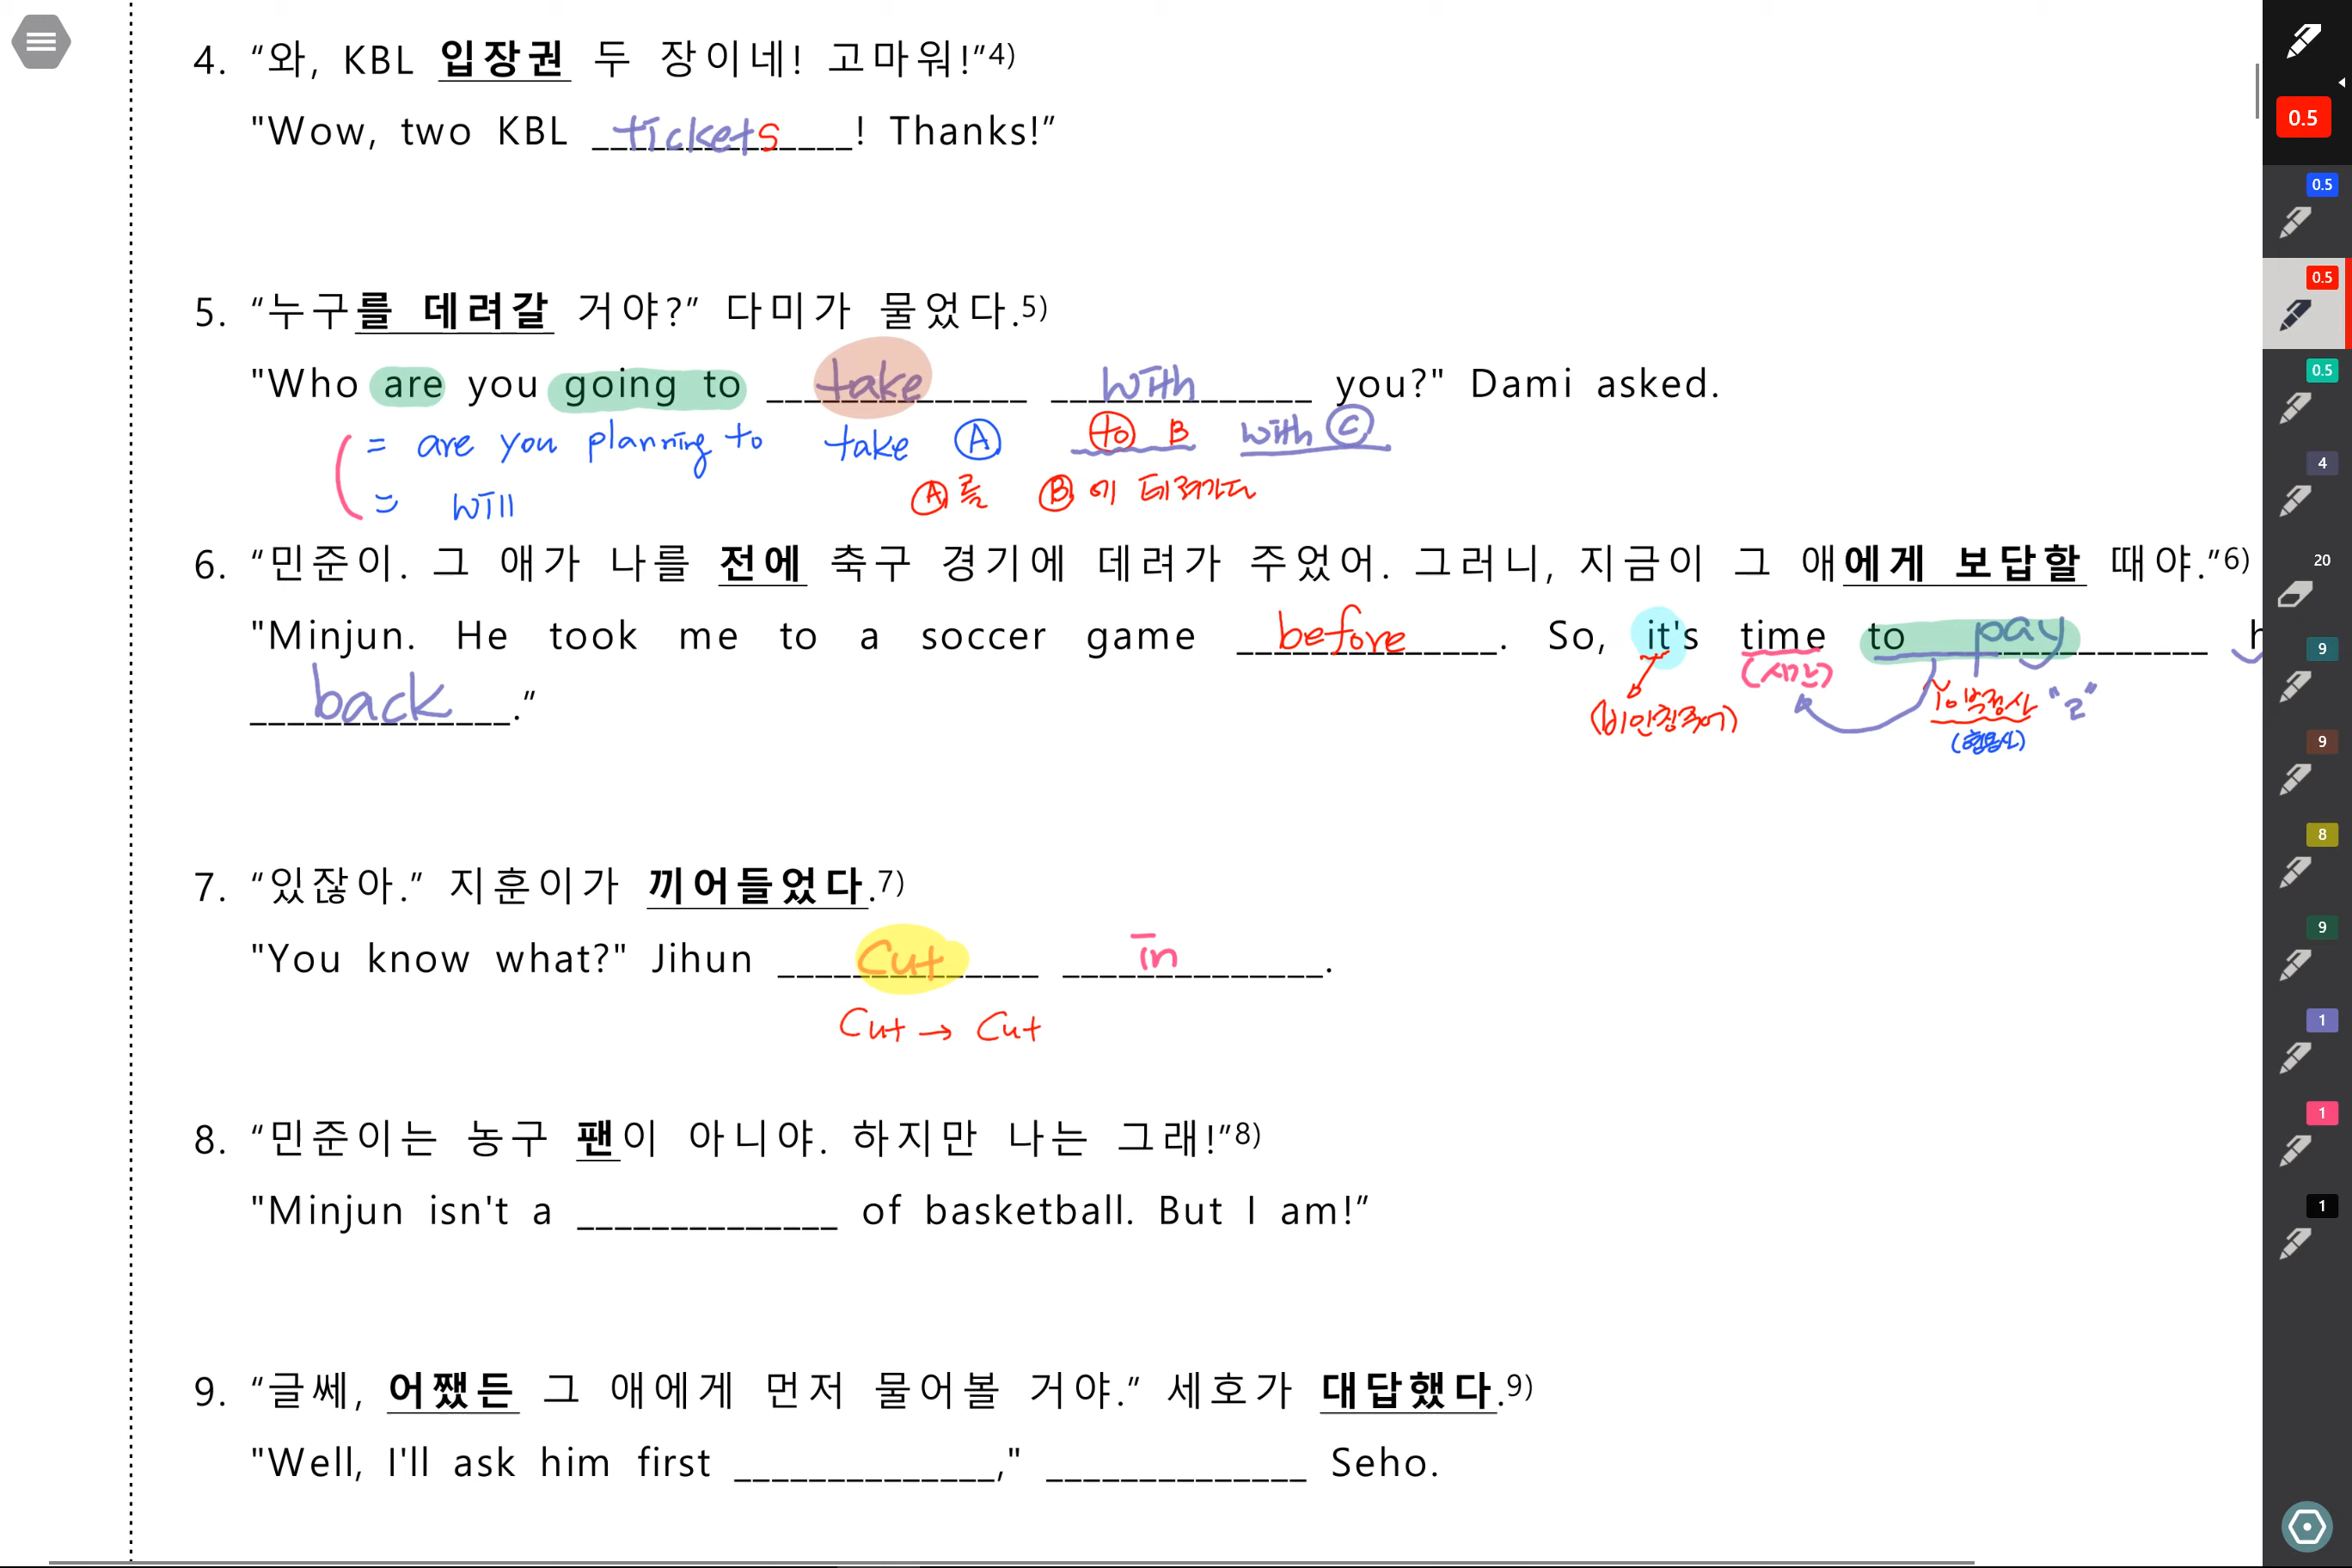 4. “와, KBL 입장권 두 장이네! 고마워!”4)
"Wow, two KBL tickets! Thanks!”
5. “누구를 데려갈 거야?” 다미가 물었다.5)
"Who are you going to take with you?" Dami asked.
= are you planning to take Ⓐ to B with Ⓒ
= will Ⓐ를 Ⓑ에 데려가다
6. “민준이. 그 애가 나를 전에 축구 경기에 데려가 주었어. 그러니, 지금이 그 애에게 보답할 때야.”6)
"Minjun. He took me to a soccer game before. So, it's time to pay
(시간)
(비인칭주어) to부정사 "ㄹ"
(형용사)
back.”
7. “있잖아.” 지훈이가 끼어들었다.7)
"You know what?" Jihun cut in.
cut → cut
8. “민준이는 농구 팬이 아니야. 하지만 나는 그래!”8)
"Minjun isn't a ______________ of basketball. But I am!”
9. “글쎄, 어쨌든 그 애에게 먼저 물어볼 거야.” 세호가 대답했다.9)
"Well, I'll ask him first ______________," ______________ Seho.
0.5
0.5
0.5
0.5
4
20
9
9
8
9
1
1
1